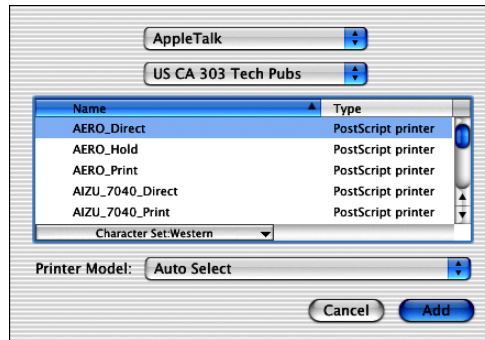 AppleTalk
US CA 303 Tech Pubs
Name Type
AERO_Direct PostScript printer
AERO_Hold PostScript printer
AERO_Print PostScript printer
AIZU_7040_Direct PostScript printer
AIZU_7040_Print PostScript printer
Character Set:Western
Printer Model: Auto Select
Cancel Add